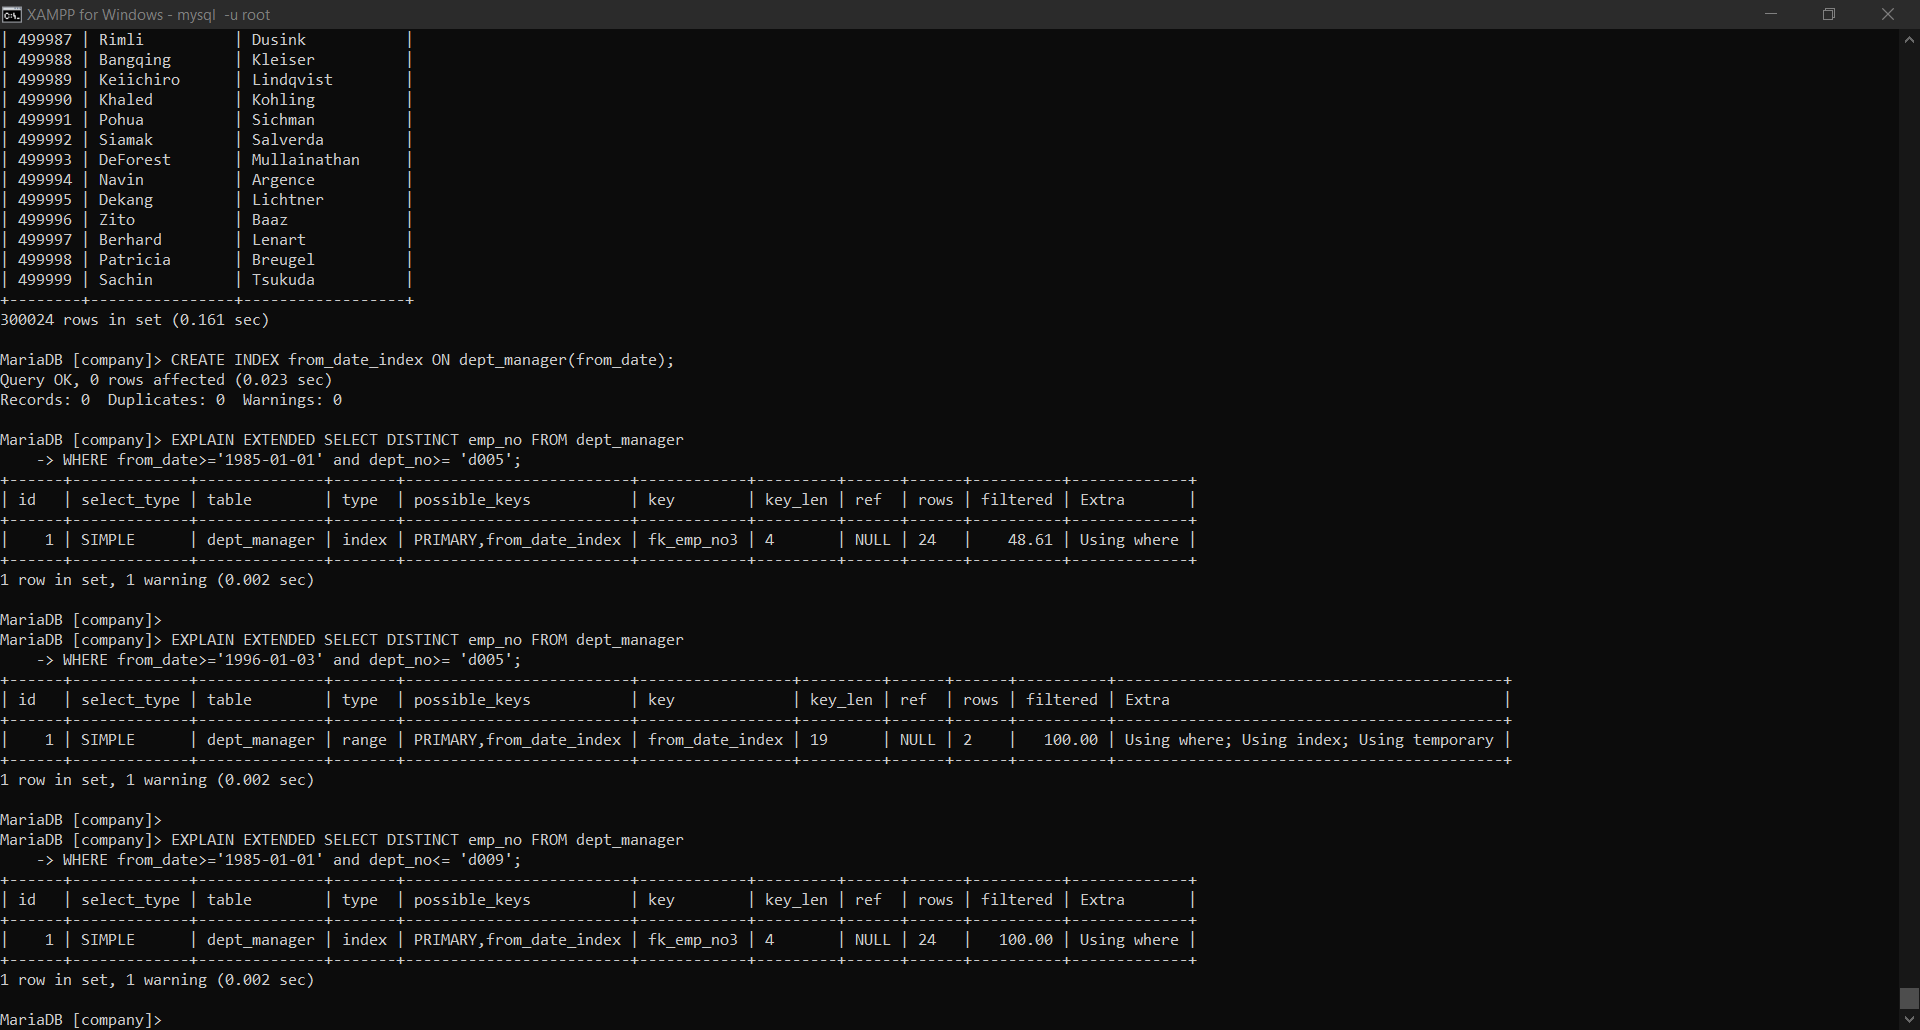 XAMPP for Windows - mysql  -u root
| 499987 | Rimli          | Dusink           |
| 499988 | Bangqing       | Kleiser          |
| 499989 | Keiichiro      | Lindqvist        |
| 499990 | Khaled         | Kohling          |
| 499991 | Pohua          | Sichman          |
| 499992 | Siamak         | Salverda         |
| 499993 | DeForest       | Mullainathan     |
| 499994 | Navin          | Argence          |
| 499995 | Dekang         | Lichtner         |
| 499996 | Zito           | Baaz             |
| 499997 | Berhard        | Lenart           |
| 499998 | Patricia       | Breugel          |
| 499999 | Sachin         | Tsukuda          |
+--------+----------------+------------------+
300024 rows in set (0.161 sec)

MariaDB [company]> CREATE INDEX from_date_index ON dept_manager(from_date);
Query OK, 0 rows affected (0.023 sec)
Records: 0  Duplicates: 0  Warnings: 0

MariaDB [company]> EXPLAIN EXTENDED SELECT DISTINCT emp_no FROM dept_manager
    -> WHERE from_date>='1985-01-01' and dept_no>= 'd005';
+------+-------------+--------------+-------+-------------------------+------------+---------+------+------+----------+-------------+
| id   | select_type | table        | type  | possible_keys           | key        | key_len | ref  | rows | filtered | Extra       |
+------+-------------+--------------+-------+-------------------------+------------+---------+------+------+----------+-------------+
|    1 | SIMPLE      | dept_manager | index | PRIMARY,from_date_index | fk_emp_no3 | 4       | NULL | 24   |    48.61 | Using where |
+------+-------------+--------------+-------+-------------------------+------------+---------+------+------+----------+-------------+
1 row in set, 1 warning (0.002 sec)

MariaDB [company]>
MariaDB [company]> EXPLAIN EXTENDED SELECT DISTINCT emp_no FROM dept_manager
    -> WHERE from_date>='1996-01-03' and dept_no>= 'd005';
+------+-------------+--------------+-------+-------------------------+-----------------+---------+------+------+----------+-------------------------------------------+
| id   | select_type | table        | type  | possible_keys           | key             | key_len | ref  | rows | filtered | Extra                                     |
+------+-------------+--------------+-------+-------------------------+-----------------+---------+------+------+----------+-------------------------------------------+
|    1 | SIMPLE      | dept_manager | range | PRIMARY,from_date_index | from_date_index | 19      | NULL | 2    |   100.00 | Using where; Using index; Using temporary |
+------+-------------+--------------+-------+-------------------------+-----------------+---------+------+------+----------+-------------------------------------------+
1 row in set, 1 warning (0.002 sec)

MariaDB [company]>
MariaDB [company]> EXPLAIN EXTENDED SELECT DISTINCT emp_no FROM dept_manager
    -> WHERE from_date>='1985-01-01' and dept_no<= 'd009';
+------+-------------+--------------+-------+-------------------------+------------+---------+------+------+----------+-------------+
| id   | select_type | table        | type  | possible_keys           | key        | key_len | ref  | rows | filtered | Extra       |
+------+-------------+--------------+-------+-------------------------+------------+---------+------+------+----------+-------------+
|    1 | SIMPLE      | dept_manager | index | PRIMARY,from_date_index | fk_emp_no3 | 4       | NULL | 24   |   100.00 | Using where |
+------+-------------+--------------+-------+-------------------------+------------+---------+------+------+----------+-------------+
1 row in set, 1 warning (0.002 sec)

MariaDB [company]>